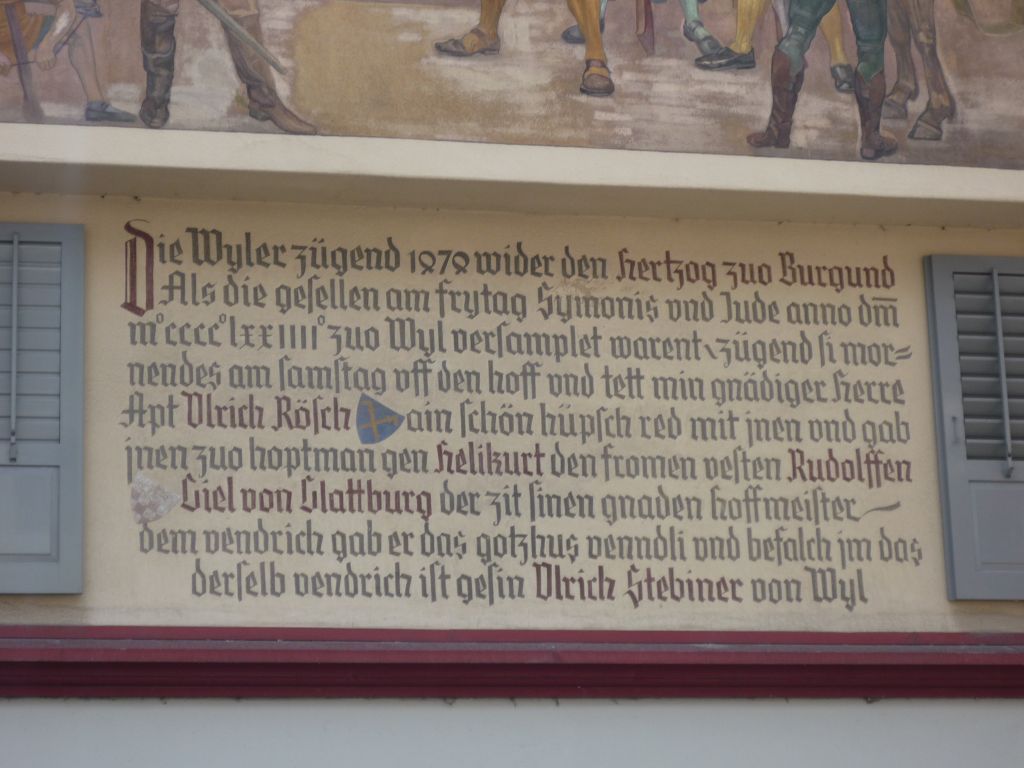 Die Wyler zügend 1474 wider den Hertzog zuo Burgund
Als die gesellen am frytag Symonis vnd Jude anno dm̄
m°cccc°lxxiiii° zuo Wyl versamplet warent, zügend si mor⸗
nendes am samstag vff den hoff vnd tett min gnädiger Herre
Apt Ulrich Rösch ain schön hüpsch red mit jnen vnd gab
jnen zuo hoptman gen Helikurt den fromen vesten Rudolffen
Giel von Glattburg der zit sinen gnaden hoffmeister
dem vendrich gab er das gotzhus venndli vnd befalch jm das
derselb vendrich ist gesin Ulrich Stebiner von Wyl